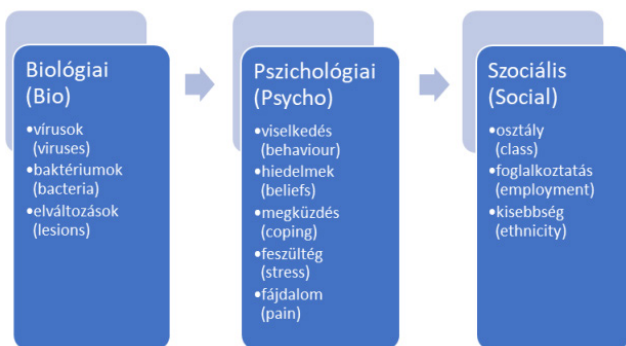 Biológiai
(Bio)
•vírusok
(viruses)
•baktériumok
(bacteria)
•elváltozások
(lesions)
Pszichológiai
(Psycho)
•viselkedés
(behaviour)
•hiedelmek
(beliefs)
•megküzdés
(coping)
•feszültég
(stress)
•fájdalom
(pain)
Szociális
(Social)
•osztály
(class)
•foglalkoztatás
(employment)
•kisebbség
(ethnicity)